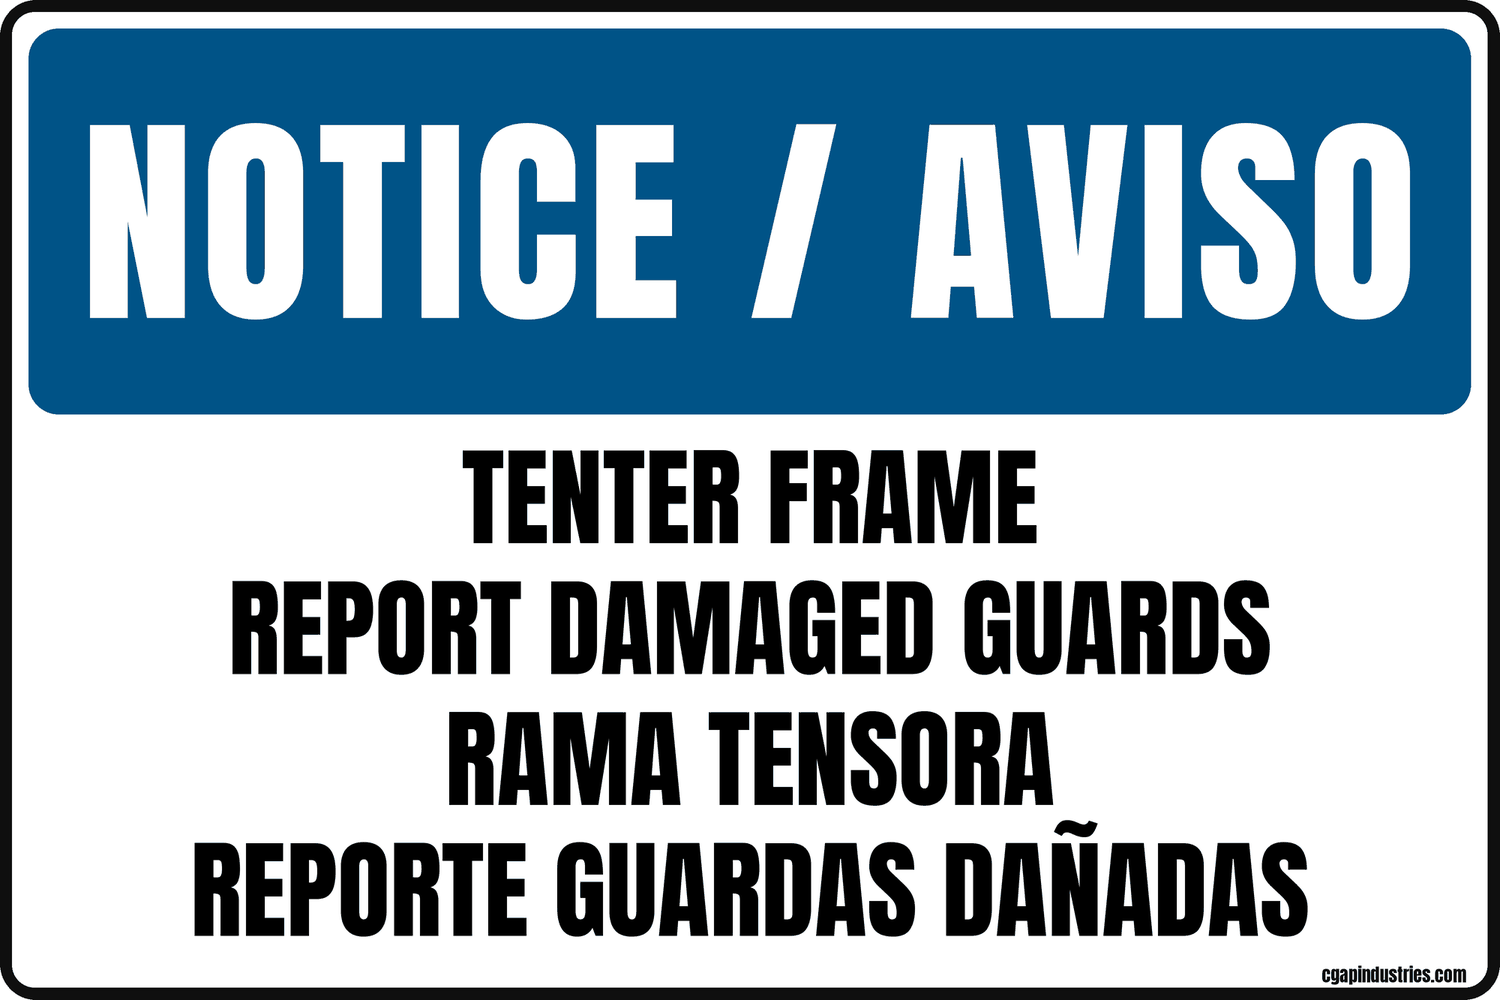 NOTICE / AVISO
TENTER FRAME
REPORT DAMAGED GUARDS
RAMA TENSORA
REPORTE GUARDAS DAÑADAS
cgapindustries.com